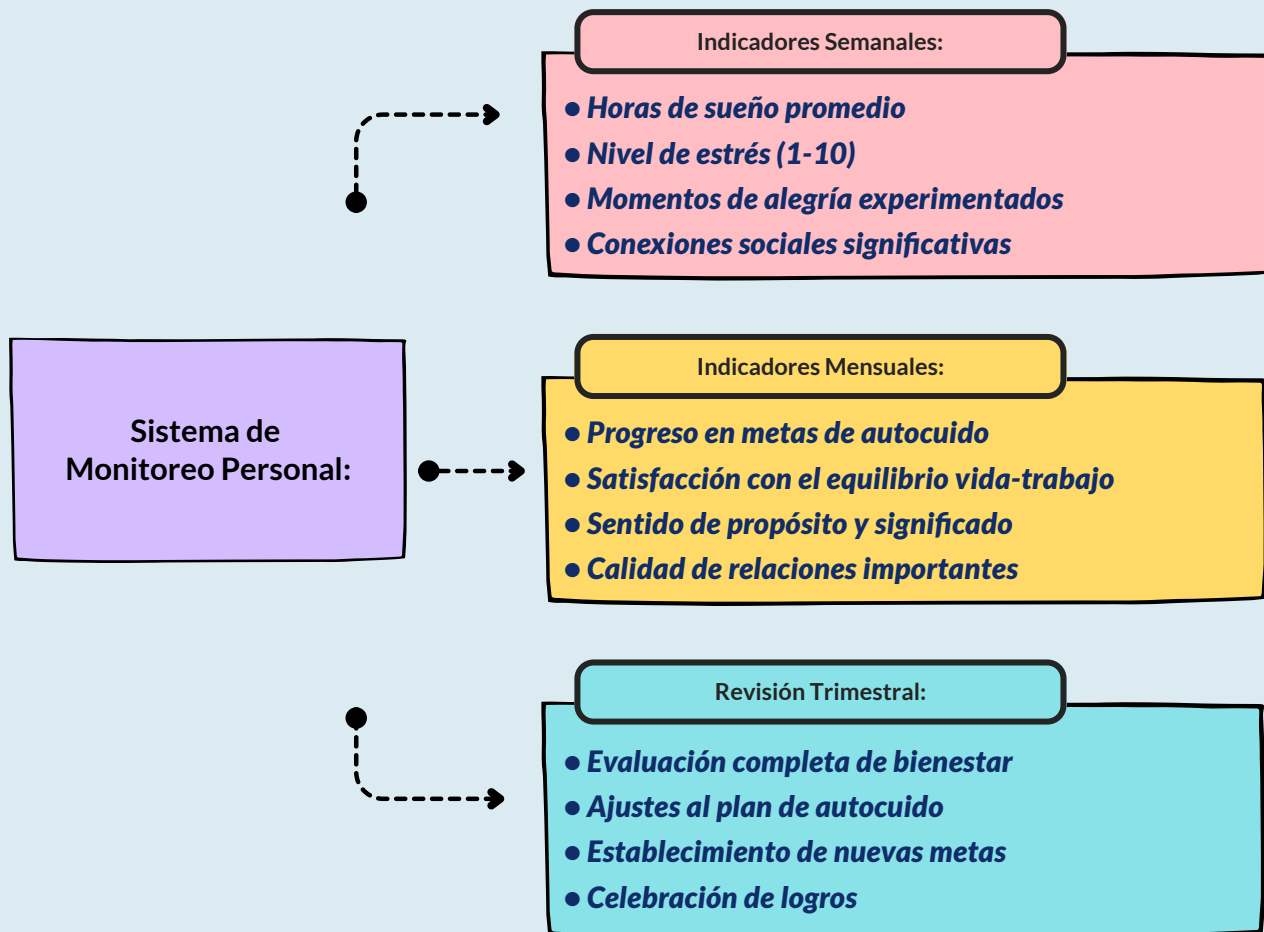 Indicadores Semanales:
● Horas de sueño promedio
● Nivel de estrés (1-10)
● Momentos de alegría experimentados
● Conexiones sociales significativas
Sistema de
Monitoreo Personal:
Indicadores Mensuales:
● Progreso en metas de autocuido
● Satisfacción con el equilibrio vida-trabajo
● Sentido de propósito y significado
● Calidad de relaciones importantes
Revisión Trimestral:
● Evaluación completa de bienestar
● Ajustes al plan de autocuido
● Establecimiento de nuevas metas
● Celebración de logros